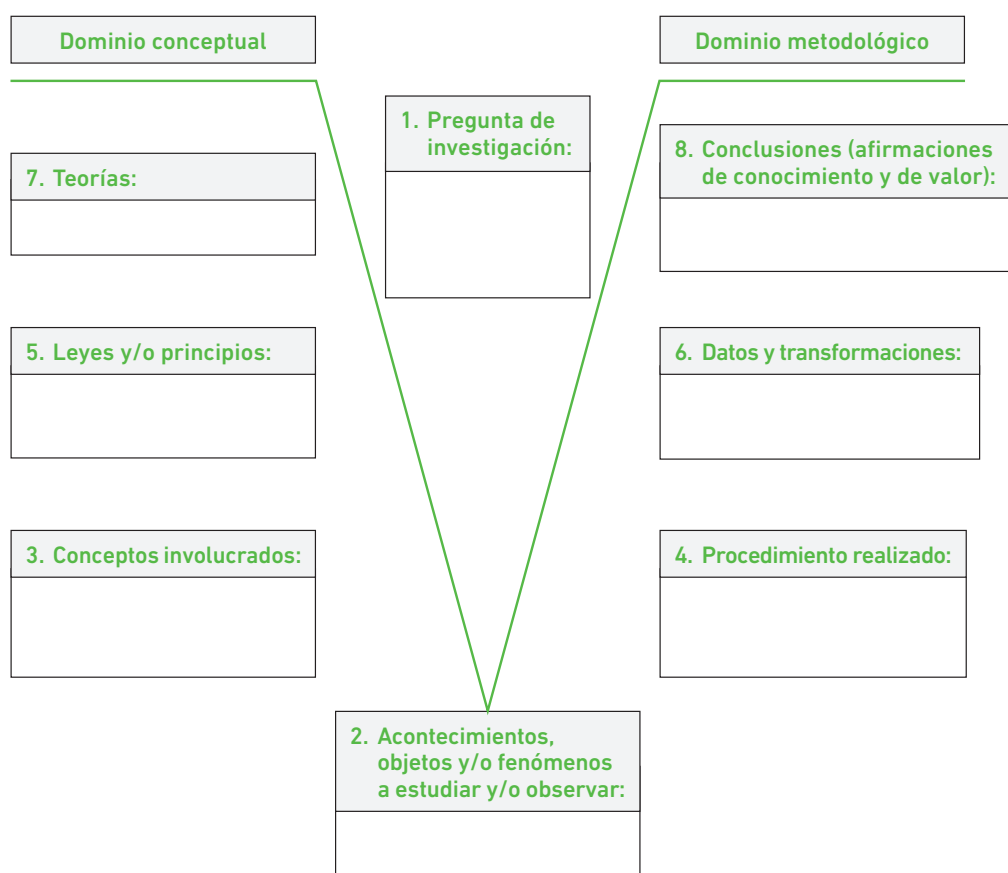 Dominio conceptual
Dominio metodológico
1. Pregunta de
investigación:
7. Teorías:
8. Conclusiones (afirmaciones
de conocimiento y de valor):
5. Leyes y/o principios:
6. Datos y transformaciones:
3. Conceptos involucrados:
4. Procedimiento realizado:
2. Acontecimientos,
objetos y/o fenómenos
a estudiar y/o observar: